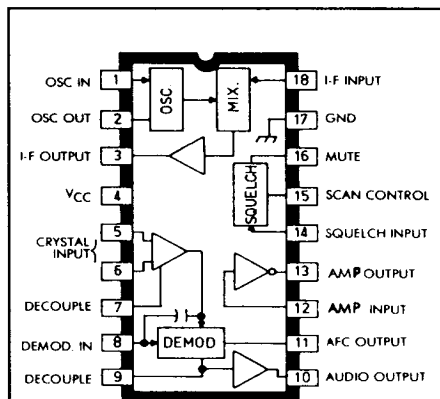 OSC IN 1
OSC OUT 2
I-F OUTPUT 3
VCC 4
5
CRYSTAL INPUT
6
DECOUPLE 7
DEMOD. IN 8
DECOUPLE 9
OSC
MIX.
SQUELCH
DEMOD
18 I-F INPUT
17 GND
16 MUTE
15 SCAN CONTROL
14 SQUELCH INPUT
13 AMP OUTPUT
12 AMP INPUT
11 AFC OUTPUT
10 AUDIO OUTPUT